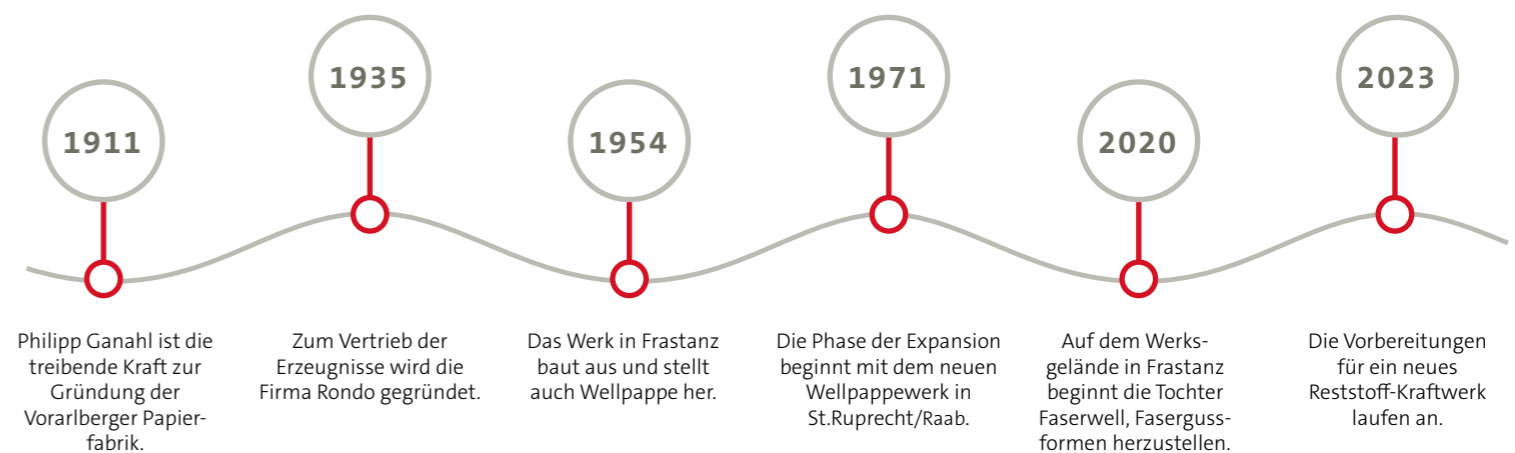 1911
Philipp Ganahl ist die
treibende Kraft zur
Gründung der
Vorarlberger Papier-
fabrik.
1935
Zum Vertrieb der
Erzeugnisse wird die
Firma Rondo gegründet.
1954
Das Werk in Frastanz
baut aus und stellt
auch Wellpappe her.
1971
Die Phase der Expansion
beginnt mit dem neuen
Wellpappewerk in
St.Ruprecht/Raab.
2020
Auf dem Werks-
gelände in Frastanz
beginnt die Tochter
Faserwell, Faserguss-
formen herzustellen.
2023
Die Vorbereitungen
für ein neues
Reststoff-Kraftwerk
laufen an.